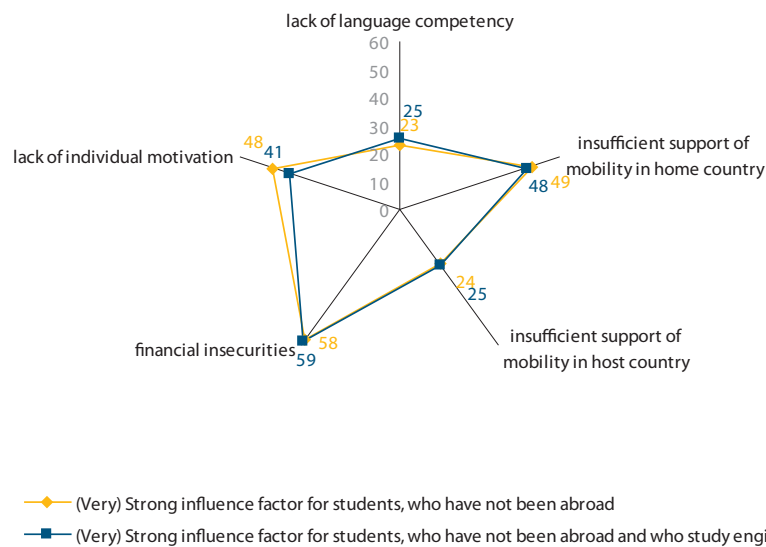 lack of language competency
60
50
40
30
20
10
0
25
23
insufficient support of
mobility in home country
48 49
24
25
insufficient support of
mobility in host country
financial insecurities
58
59
48
41
lack of individual motivation
(Very) Strong influence factor for students, who have not been abroad
(Very) Strong influence factor for students, who have not been abroad and who study engi